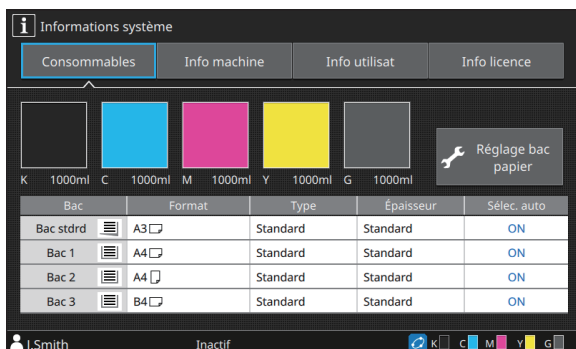 Informations système
Consommables Info machine Info utilisat Info licence
K 1000ml C 1000ml M 1000ml Y 1000ml G 1000ml
Réglage bac
papier
Bac Format Type Épaisseur Sélec. auto
Bac stdrd A3 Standard Standard ON
Bac 1 A4 Standard Standard ON
Bac 2 A4 Standard Standard ON
Bac 3 B4 Standard Standard ON
J.Smith Inactif K C M Y G